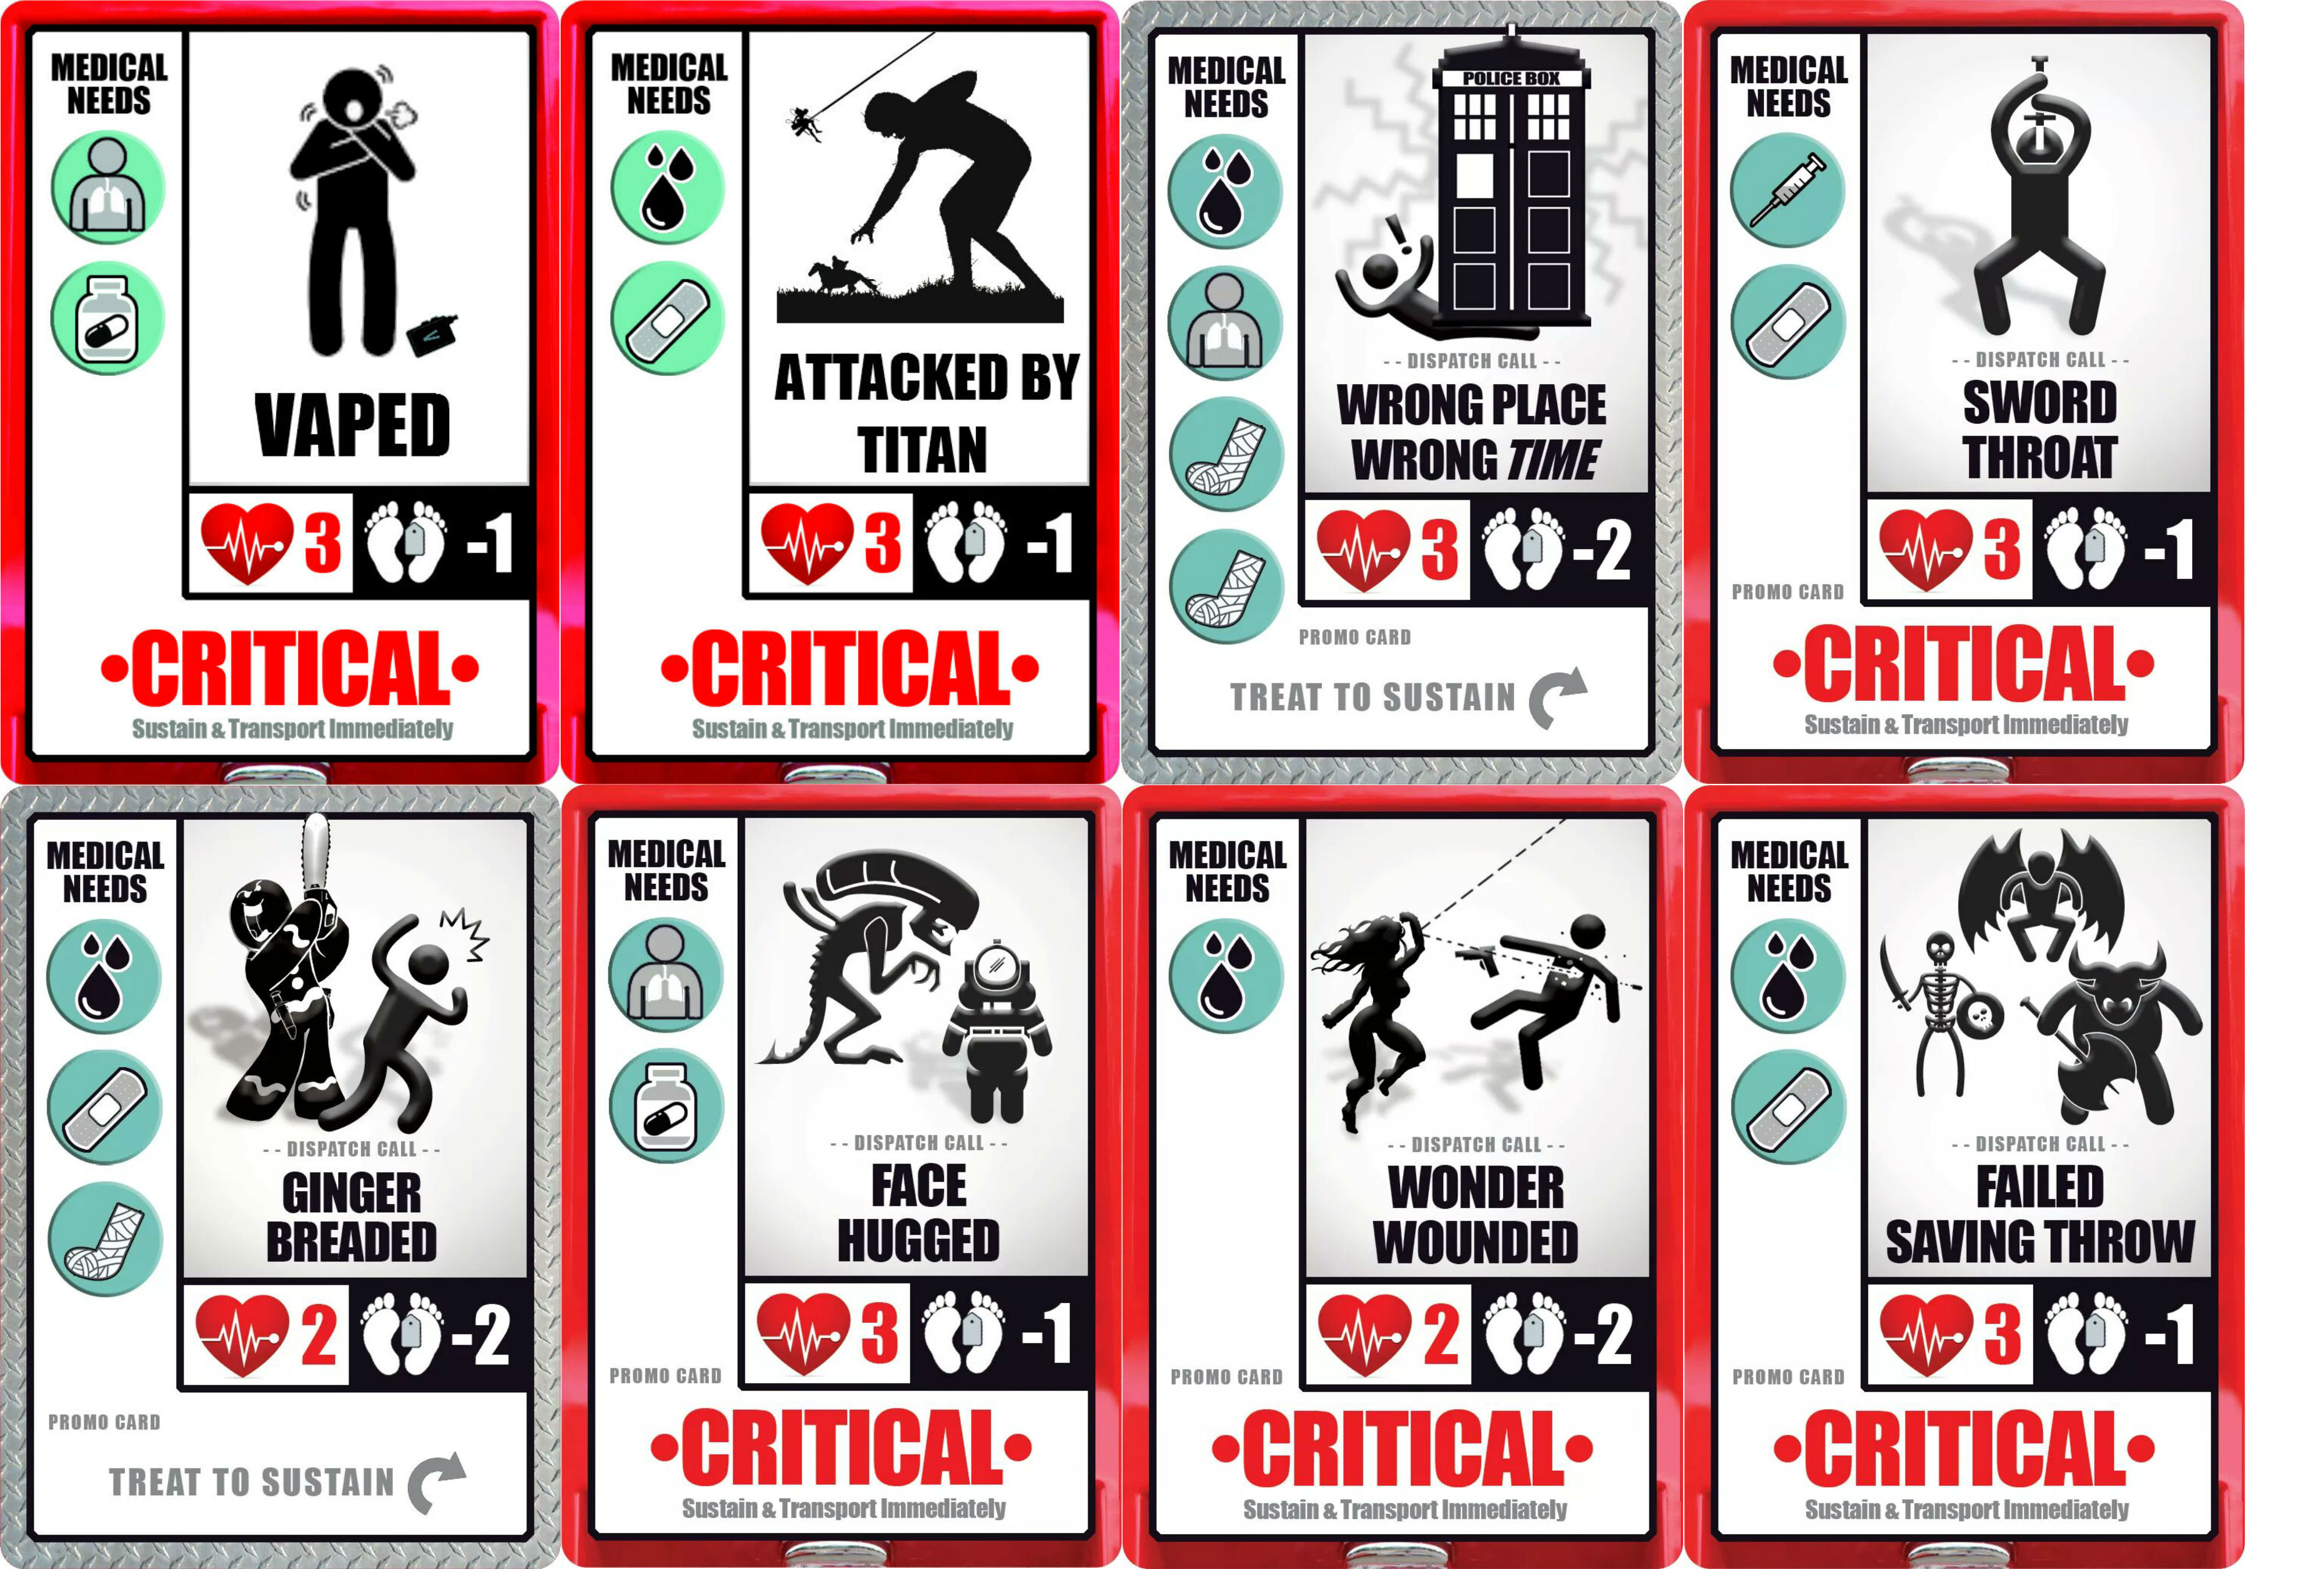 MEDICAL
NEEDS
VAPED
3
-1
•CRITICAL•
Sustain & Transport Immediately
MEDICAL
NEEDS
ATTACKED BY
TITAN
3
-1
•CRITICAL•
Sustain & Transport Immediately
MEDICAL
NEEDS
POLICE BOX
!
- - DISPATCH CALL - -
WRONG PLACE
WRONG TIME
3
-2
PROMO CARD
TREAT TO SUSTAIN
MEDICAL
NEEDS
- - DISPATCH CALL - -
SWORD
THROAT
3
-1
PROMO CARD
•CRITICAL•
Sustain & Transport Immediately
MEDICAL
NEEDS
- - DISPATCH CALL - -
GINGER
BREADED
2
-2
PROMO CARD
TREAT TO SUSTAIN
MEDICAL
NEEDS
- - DISPATCH CALL - -
FACE
HUGGED
3
-1
PROMO CARD
•CRITICAL•
Sustain & Transport Immediately
MEDICAL
NEEDS
- - DISPATCH CALL - -
WONDER
WOUNDED
2
-2
PROMO CARD
•CRITICAL•
Sustain & Transport Immediately
MEDICAL
NEEDS
- - DISPATCH CALL - -
FAILED
SAVING THROW
3
-1
PROMO CARD
•CRITICAL•
Sustain & Transport Immediately